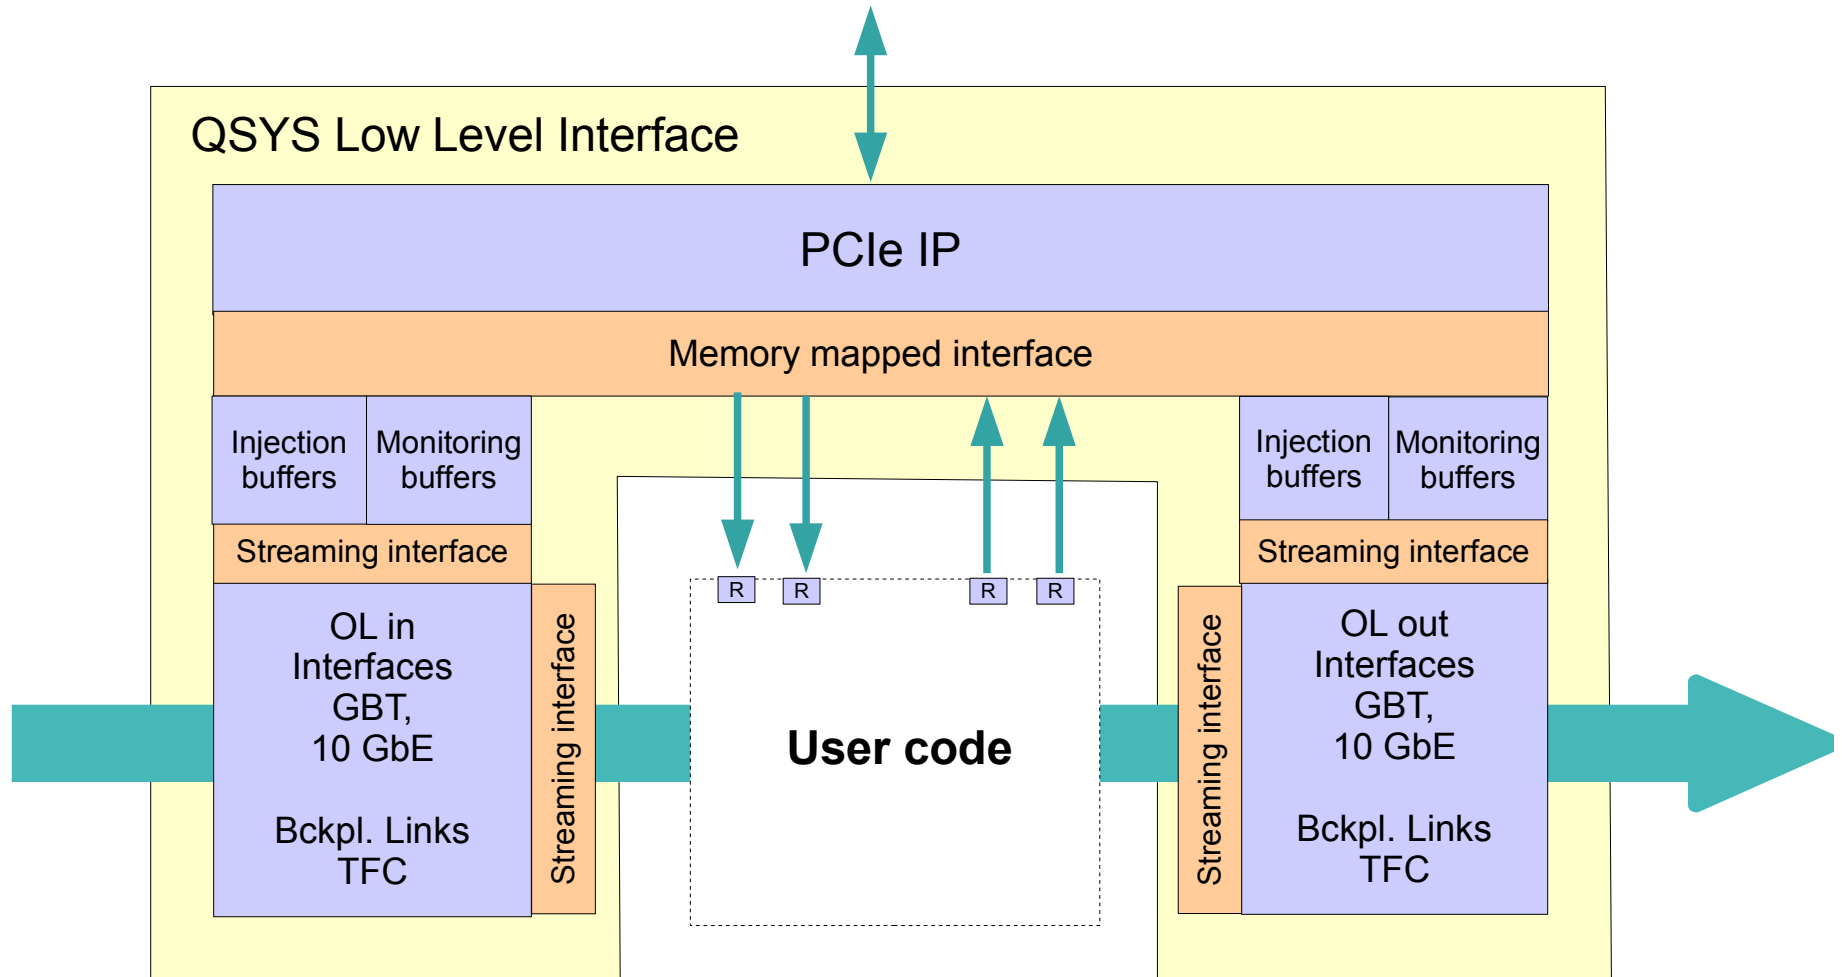 QSYS Low Level Interface
PCIe IP
Memory mapped interface
Injection
buffers
Monitoring
buffers
Injection
buffers
Monitoring
buffers
Streaming interface
Streaming interface
R
R
R
R
OL in
Interfaces
GBT,
10 GbE
Bckpl. Links
TFC
Streaming interface
User code
Streaming interface
OL out
Interfaces
GBT,
10 GbE
Bckpl. Links
TFC